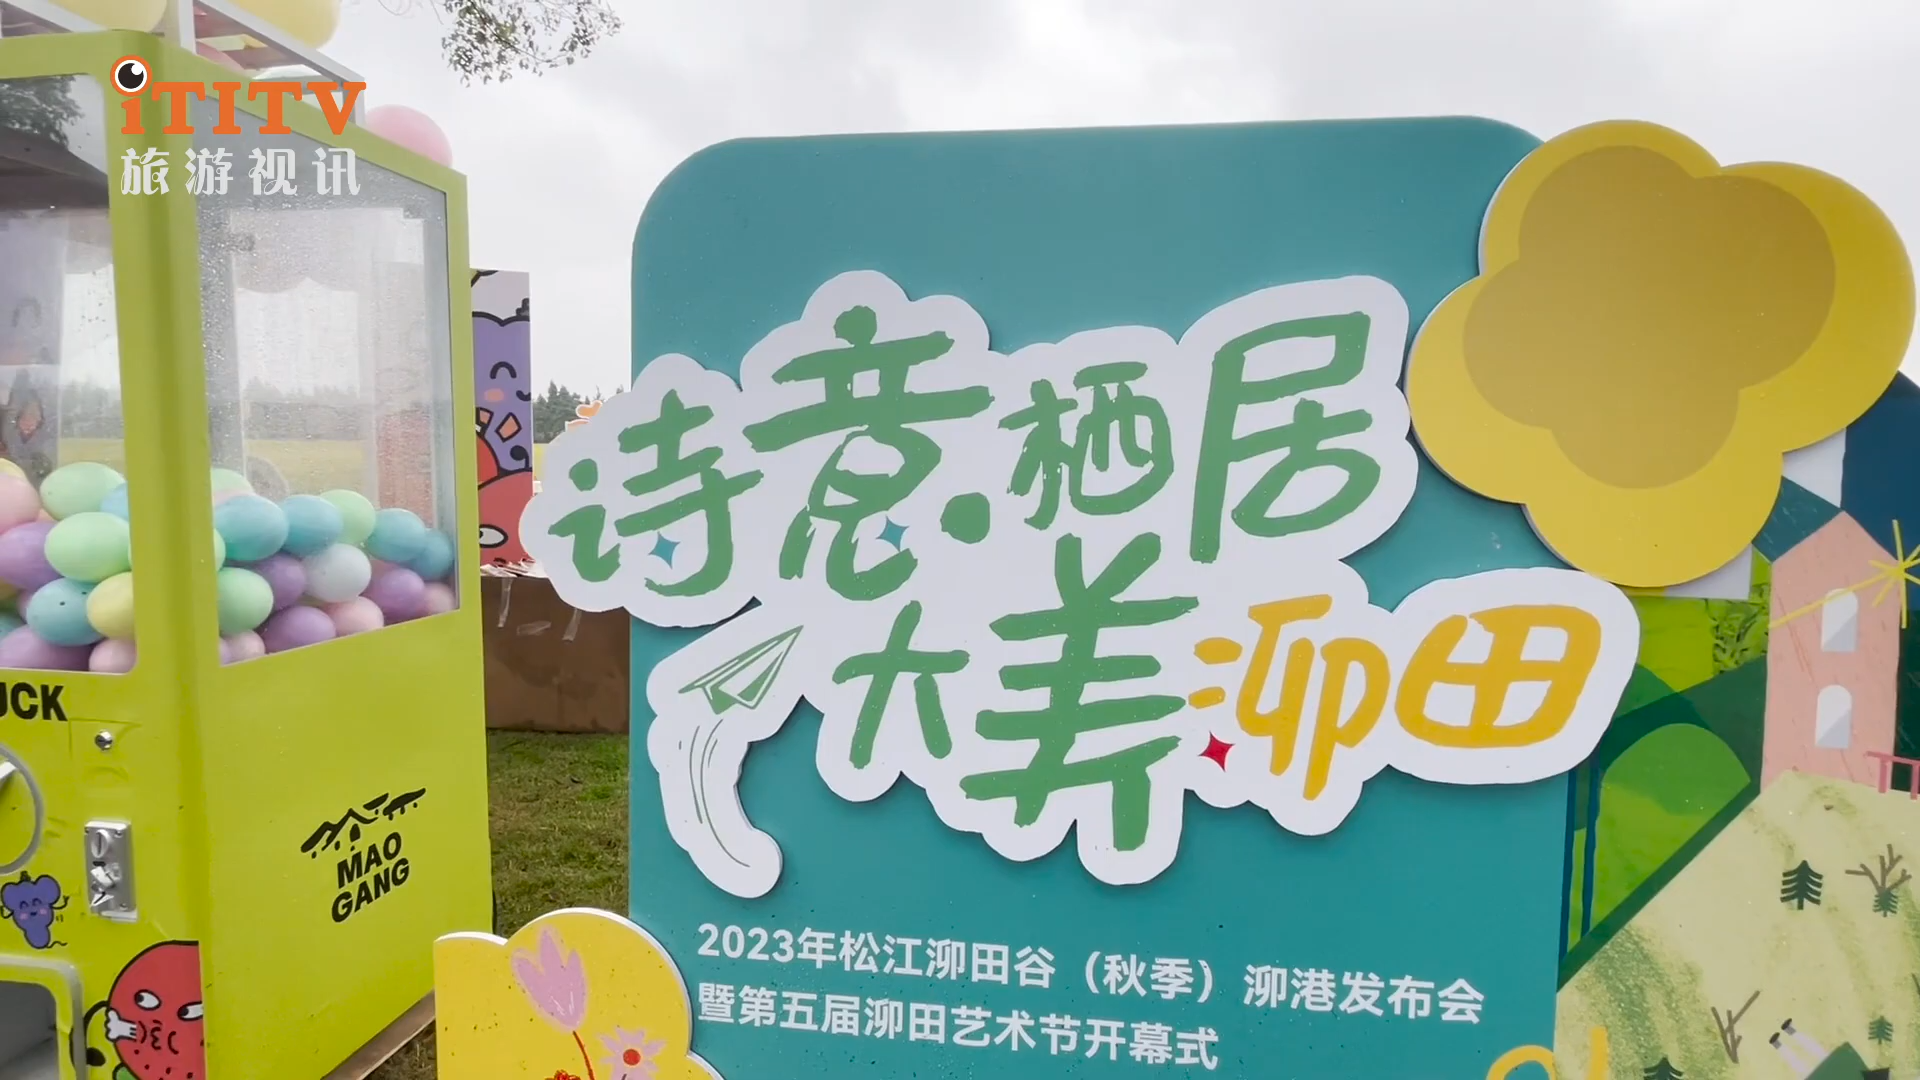 iTITV
旅游视讯
诗意·栖居
大美泖田
UCK
MAO
GANG
2023年松江泖田谷（秋季）泖港发布会
暨第五届泖田艺术节开幕式